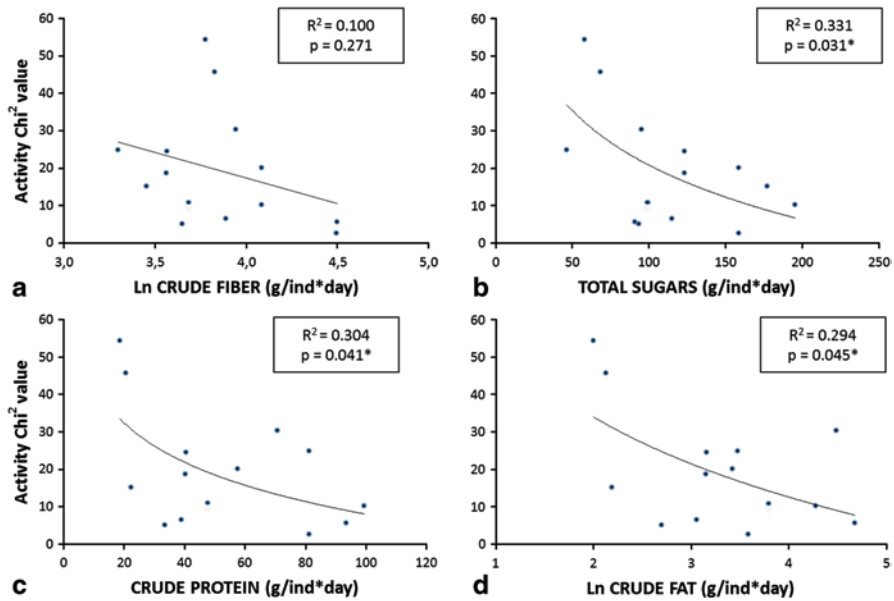 60
50
40
30
20
10
0
Activity Chi² value
R² = 0.100
p = 0.271
3,0 3,5 4,0 4,5 5,0
a Ln CRUDE FIBER (g/ind*day)
60
50
40
30
20
10
0
R² = 0.331
p = 0.031*
0 50 100 150 200 250
b TOTAL SUGARS (g/ind*day)
60
50
40
30
20
10
0
Activity Chi² value
R² = 0.304
p = 0.041*
0 20 40 60 80 100 120
c CRUDE PROTEIN (g/ind*day)
60
50
40
30
20
10
0
R² = 0.294
p = 0.045*
1 2 3 4 5
d Ln CRUDE FAT (g/ind*day)